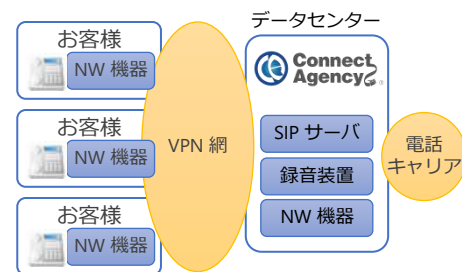 お客様
NW 機器
お客様
NW 機器
お客様
NW 機器
VPN 網
データセンター
Connect
Agency
SIP サーバ
録音装置
NW 機器
電話
キャリア